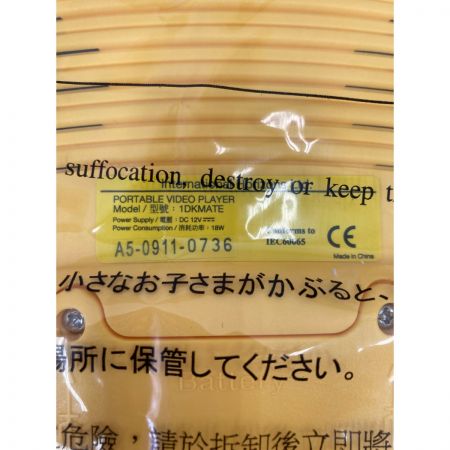 suffocation, destroy or keep t
International
PORTABLE VIDEO PLAYER
Model / 型號 : 1DKMATE
Power Supply / 電源 : DC 12V
Power Consumption / 消耗功率 : 18W
Conforms to
IEC60065
CE
Made in China
A5-0911-0736
小さなお子さまがかぶると、
場所に保管してください。
Battery
危險，請於拆卸後立即將